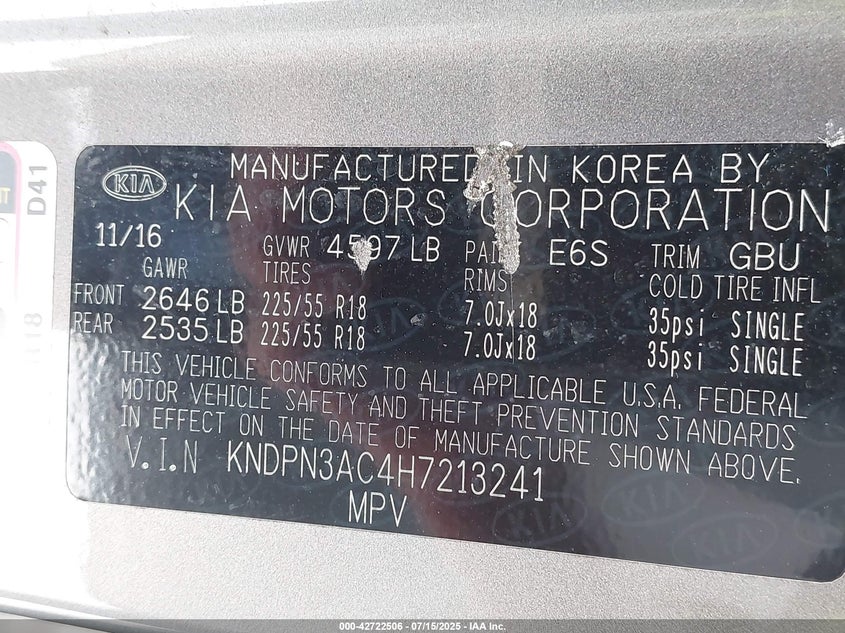 MANUFACTURED IN KOREA BY
KIA KIA MOTORS CORPORATION
11/16 GVWR 4597 LB E6S TRIM GBU
GAWR TIRES RIMS COLD TIRE INFL
FRONT 2646 LB 225/55 R18 7.0Jx18 35psi SINGLE
REAR 2535 LB 225/55 R18 7.0Jx18 35psi SINGLE
THIS VEHICLE CONFORMS TO ALL APPLICABLE U.S.A. FEDERAL
MOTOR VEHICLE SAFETY AND THEFT PREVENTION STANDARDS
IN EFFECT ON THE DATE OF MANUFACTURE SHOWN ABOVE.
V.I.N KNDPN3AC4H7213241
MPV
KIA
D41
000-42722506 - 07/15/2025 - IAA Inc.